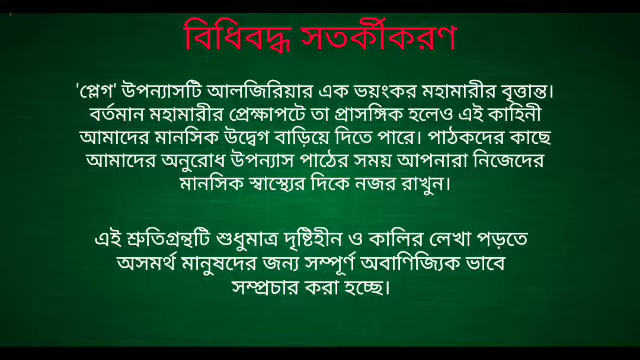 বিধিবদ্ধ সতর্কীকরণ
'প্লেগ' উপন্যাসটি আলজিরিয়ার এক ভয়ংকর মহামারীর বৃত্তান্ত।
বর্তমান মহামারীর প্রেক্ষাপটে তা প্রাসঙ্গিক হলেও এই কাহিনী
আমাদের মানসিক উদ্বেগ বাড়িয়ে দিতে পারে। পাঠকদের কাছে
আমাদের অনুরোধ উপন্যাস পাঠের সময় আপনারা নিজেদের
মানসিক স্বাস্থ্যের দিকে নজর রাখুন।
এই শ্রুতিগ্রন্থটি শুধুমাত্র দৃষ্টিহীন ও কালির লেখা পড়তে
অসমর্থ মানুষদের জন্য সম্পূর্ণ অবাণিজ্যিক ভাবে
সম্প্রচার করা হচ্ছে।